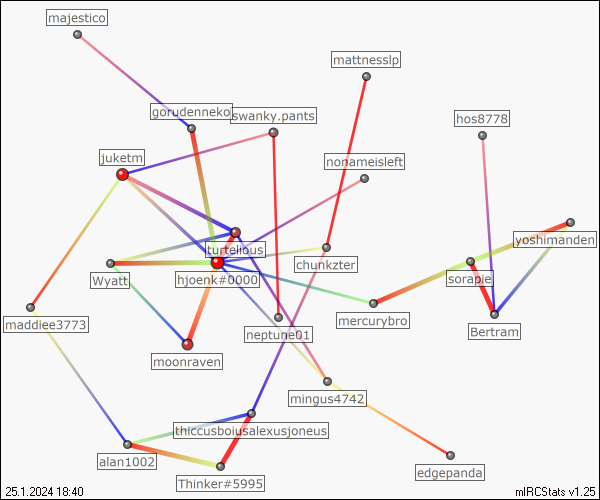 majestico
mattnesslp
gorudenneko
swanky.pants
hos8778
juketm
nonameisleft
yoshimanden
turtelious
chunkzter
Wyatt
hjoenk#0000
sorapie
maddiee3773
mercurybro
neptune01
Bertram
moonraven
mingus4742
thiccusboiusalexusjoneus
alan1002
edgepanda
Thinker#5995
25.1.2024 18:40
mIRCStats v1.25